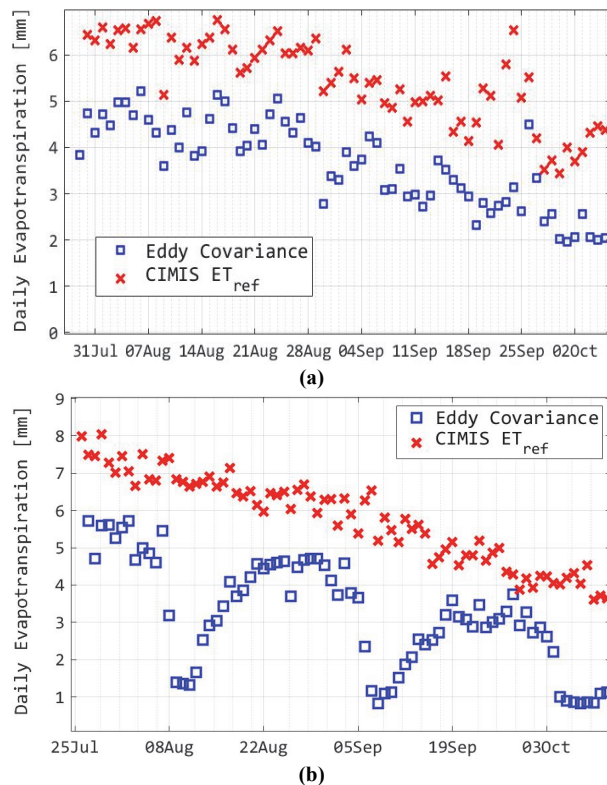 Daily Evapotranspiration [mm]
6
5
4
3
2
1
0
Eddy Covariance
CIMIS ETref
31Jul 07Aug 14Aug 21Aug 28Aug 04Sep 11Sep 18Sep 25Sep 02Oct
(a)
Daily Evapotranspiration [mm]
9
8
7
6
5
4
3
2
1
Eddy Covariance
CIMIS ETref
25Jul 08Aug 22Aug 05Sep 19Sep 03Oct
(b)